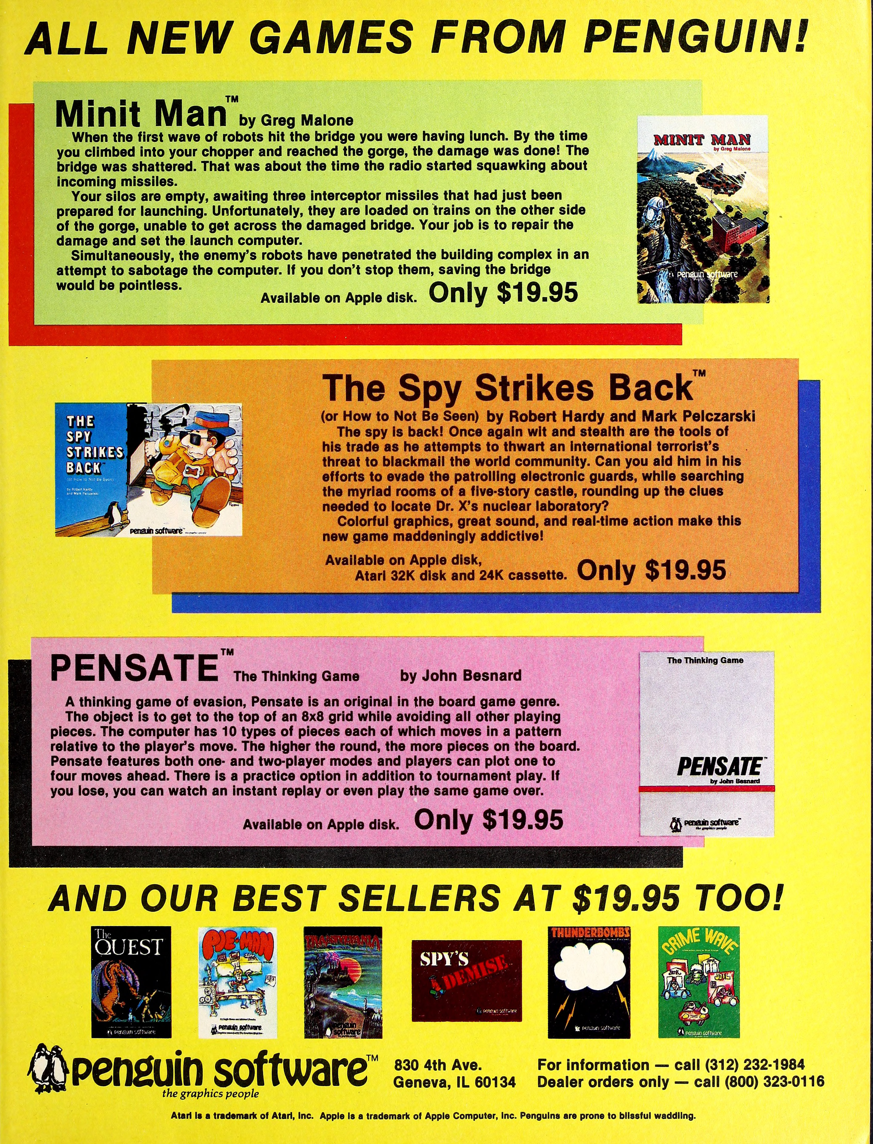 ALL NEW GAMES FROM PENGUIN!
Minit Man™ by Greg Malone
When the first wave of robots hit the bridge you were having lunch. By the time
you climbed into your chopper and reached the gorge, the damage was done! The
bridge was shattered. That was about the time the radio started squawking about
incoming missiles.
Your silos are empty, awaiting three interceptor missiles that had just been
prepared for launching. Unfortunately, they are loaded on trains on the other side
of the gorge, unable to get across the damaged bridge. Your job is to repair the
damage and set the launch computer.
Simultaneously, the enemy's robots have penetrated the building complex in an
attempt to sabotage the computer. If you don't stop them, saving the bridge
would be pointless.
Available on Apple disk. Only $19.95
MINIT MAN
by Greg Malone
penguin software
The Spy Strikes Back™
(or How to Not Be Seen) by Robert Hardy and Mark Pelczarski
The spy is back! Once again wit and stealth are the tools of
his trade as he attempts to thwart an international terrorist's
threat to blackmail the world community. Can you aid him in his
efforts to evade the patrolling electronic guards, while searching
the myriad rooms of a five-story castle, rounding up the clues
needed to locate Dr. X's nuclear laboratory?
Colorful graphics, great sound, and real-time action make this
new game maddeningly addictive!
Available on Apple disk,
Atari 32K disk and 24K cassette. Only $19.95
THE
SPY
STRIKES
BACK
(or How to Not Be Seen)
by Robert Hardy
and Mark Pelczarski
penguin software
PENSATE™ The Thinking Game by John Besnard
A thinking game of evasion, Pensate is an original in the board game genre.
The object is to get to the top of an 8x8 grid while avoiding all other playing
pieces. The computer has 10 types of pieces each of which moves in a pattern
relative to the player's move. The higher the round, the more pieces on the board.
Pensate features both one- and two-player modes and players can plot one to
four moves ahead. There is a practice option in addition to tournament play. If
you lose, you can watch an instant replay or even play the same game over.
Available on Apple disk. Only $19.95
The Thinking Game
PENSATE™
by John Besnard
penguin software™
the graphics people
AND OUR BEST SELLERS AT $19.95 TOO!
The
QUEST
penguin software
PIE-MAN
penguin software
TRANSYLVANIA
penguin software
SPY'S
DEMISE
penguin software
THUNDERBOMBS
penguin software
CRIME WAVE
penguin software
penguin software™
the graphics people
830 4th Ave.
Geneva, IL 60134
For information — call (312) 232-1984
Dealer orders only — call (800) 323-0116
Atari is a trademark of Atari, Inc. Apple is a trademark of Apple Computer, Inc. Penguins are prone to blissful waddling.